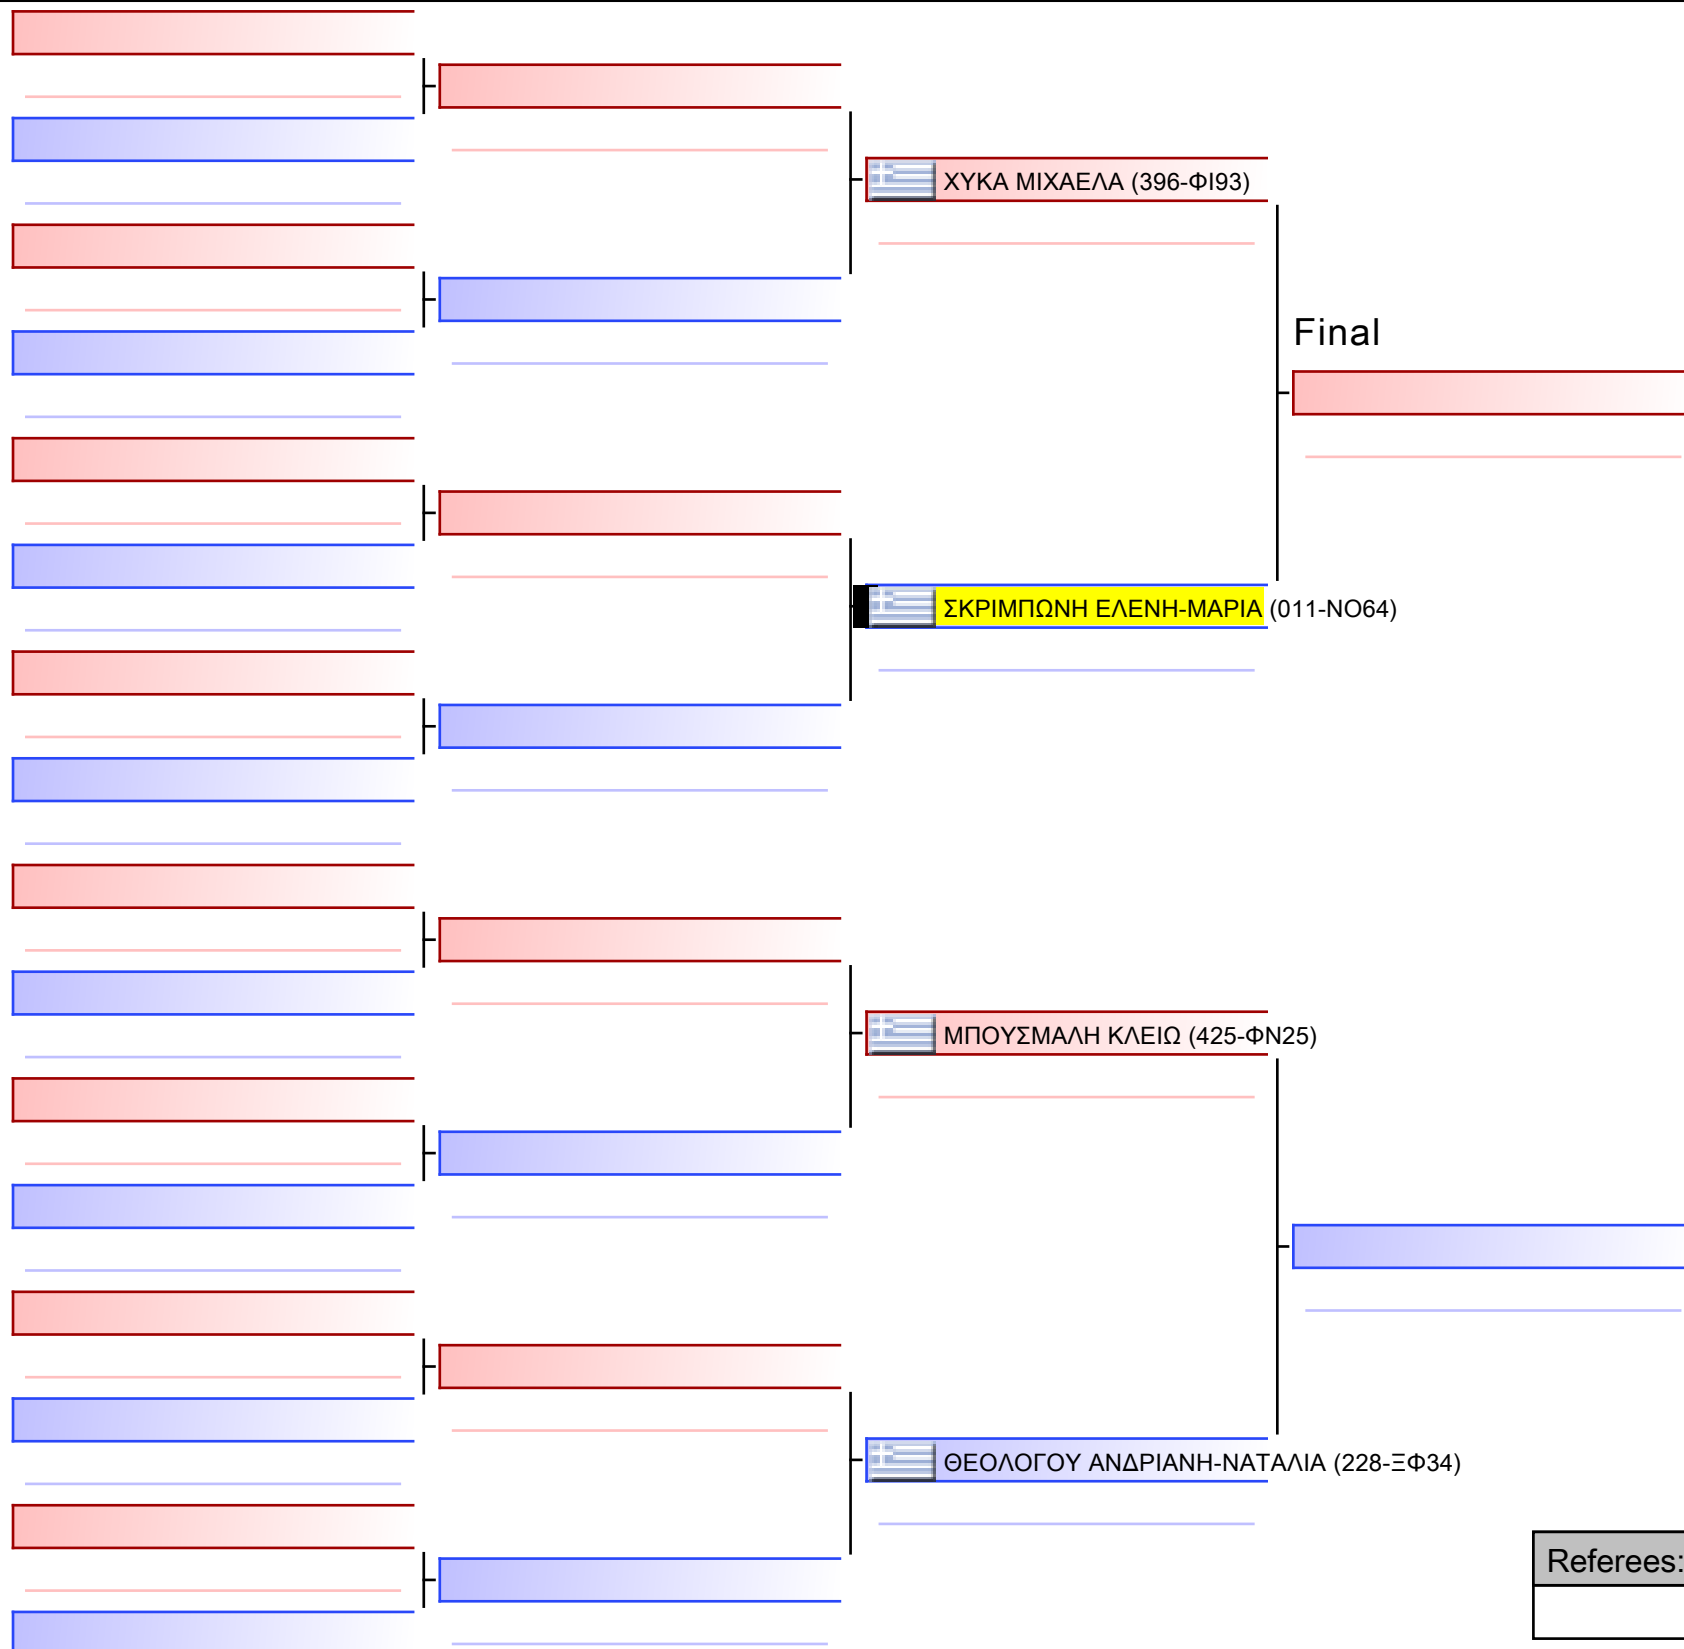 ΧΥΚΑ ΜΙΧΑΕΛΑ (396-ΦΙ93)
Final
ΣΚΡΙΜΠΩΝΗ ΕΛΕΝΗ-ΜΑΡΙΑ (011-ΝΟ64)
ΜΠΟΥΣΜΑΛΗ ΚΛΕΙΩ (425-ΦΝ25)
ΘΕΟΛΟΓΟΥ ΑΝΔΡΙΑΝΗ-ΝΑΤΑΛΙΑ (228-ΞΦ34)
Referees: